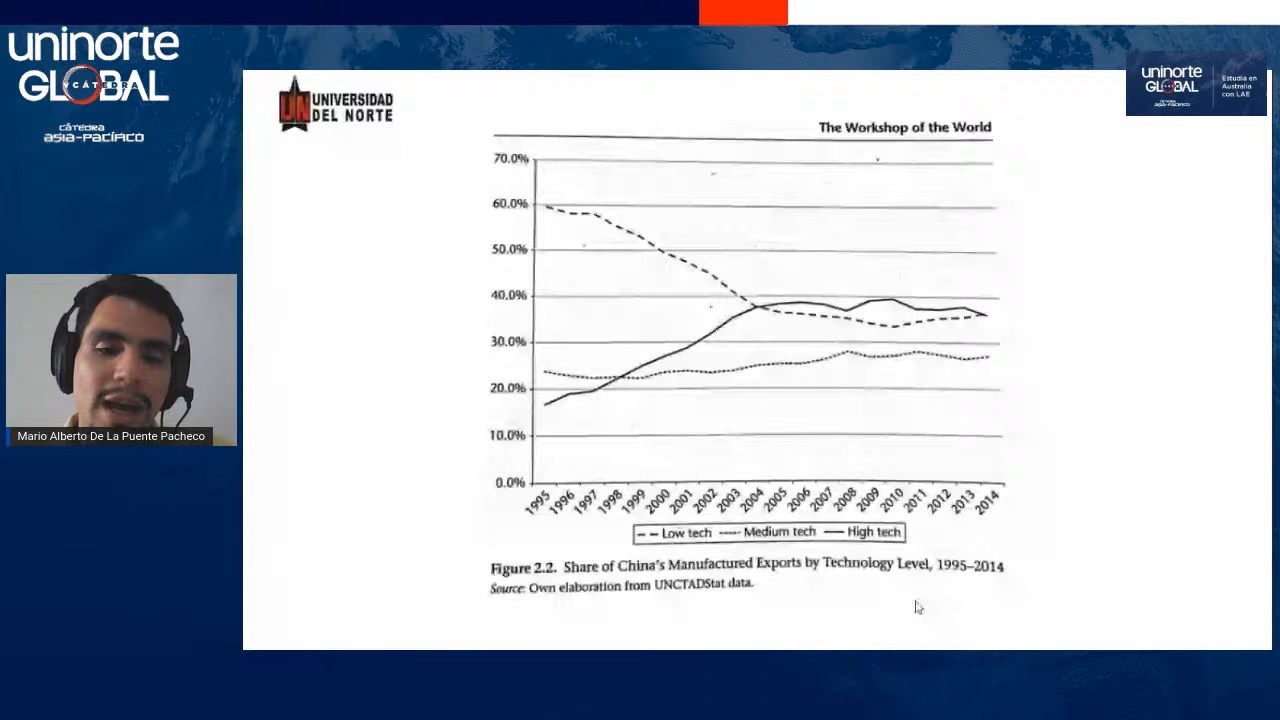 uninorte
GLOBAL
CÁTEDRA
CÁTEDRA
ASIA-PACÍFICO
UN UNIVERSIDAD
DEL NORTE
uninorte
GLOBAL
Estudia en
Australia
con LAE
The Workshop of the World
70.0%
60.0%
50.0%
40.0%
30.0%
20.0%
10.0%
0.0%
1995 1996 1997 1998 1999 2000 2001 2002 2003 2004 2005 2006 2007 2008 2009 2010 2011 2012 2013 2014
Low tech Medium tech High tech
Figure 2.2. Share of China's Manufactured Exports by Technology Level, 1995–2014
Source: Own elaboration from UNCTADStat data.
Mario Alberto De La Puente Pacheco